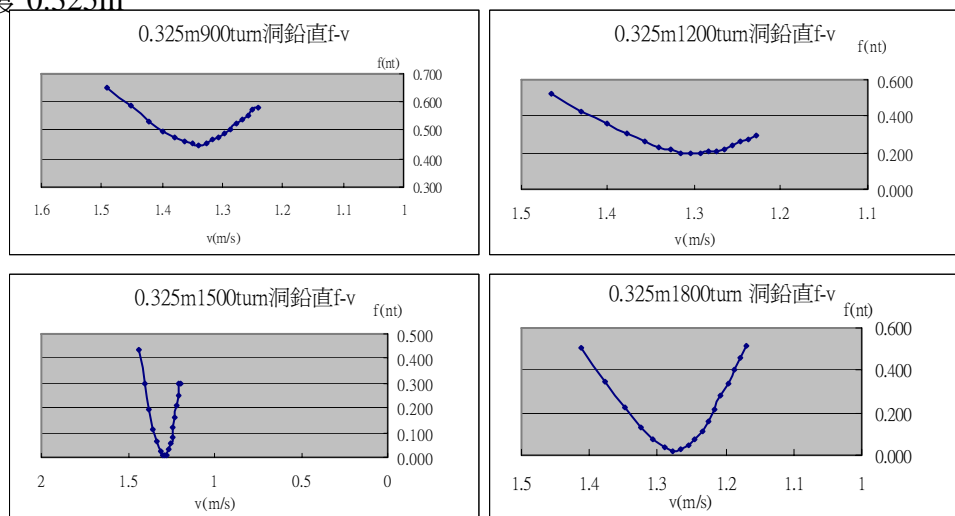 0.325m
0.325m900turn洞鉛直f-v
f(nt)
0.700
0.600
0.500
0.400
0.300
1.6 1.5 1.4 1.3 1.2 1.1 1
v(m/s)
0.325m1200turn洞鉛直f-v
f(nt)
0.600
0.400
0.200
0.000
1.5 1.4 1.3 1.2 1.1
v(m/s)
0.325m1500turn洞鉛直f-v
f(nt)
0.500
0.400
0.300
0.200
0.100
0.000
2 1.5 1 0.5 0
v(m/s)
0.325m1800turn 洞鉛直f-v
f(nt)
0.600
0.400
0.200
0.000
1.5 1.4 1.3 1.2 1.1 1
v(m/s)